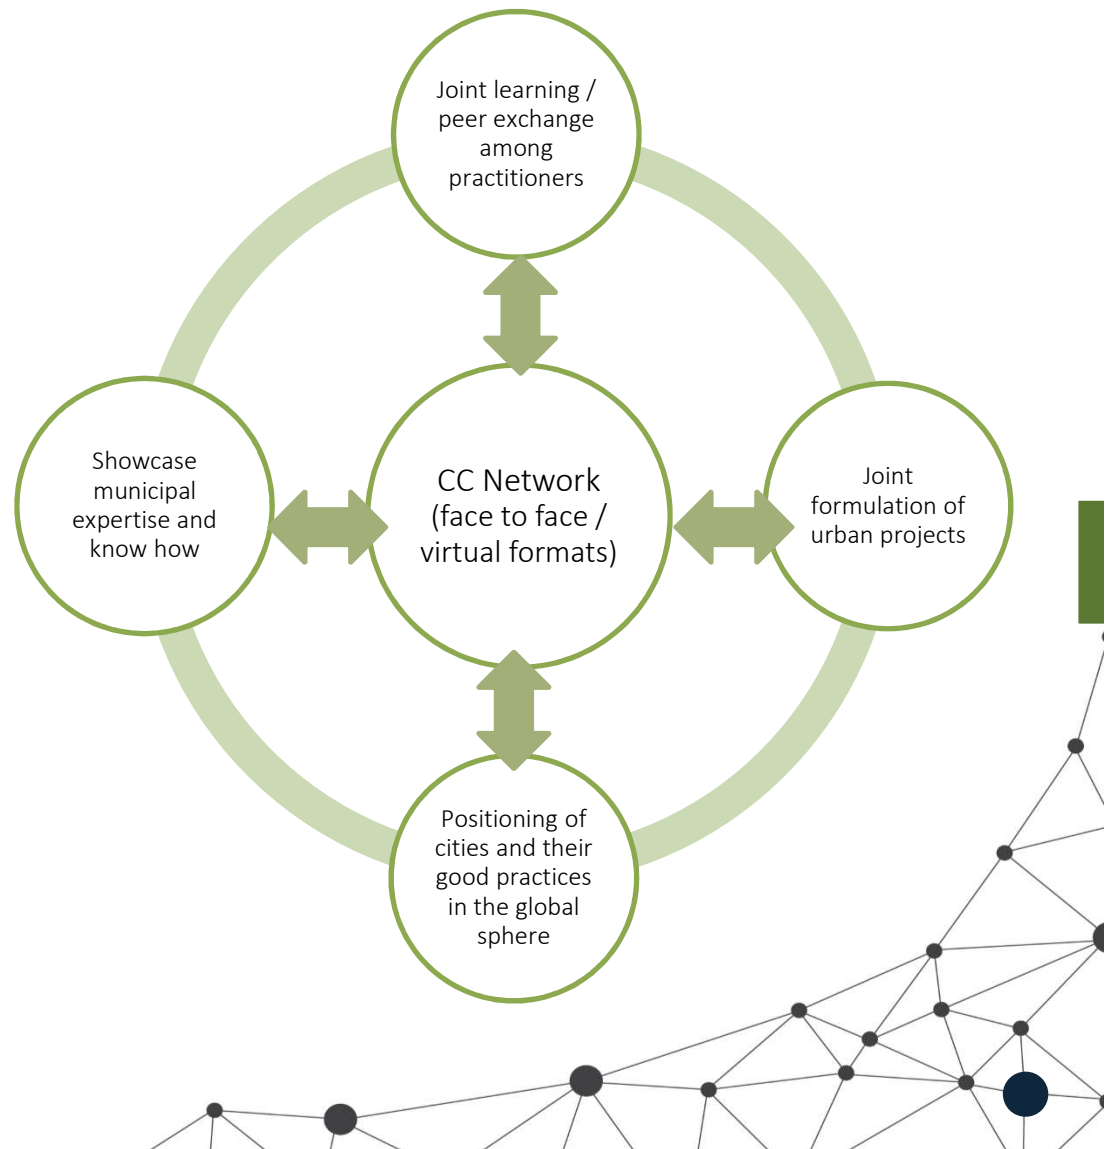 Joint learning /
peer exchange
among
practitioners
Showcase
municipal
expertise and
know how
CC Network
(face to face /
virtual formats)
Joint
formulation of
urban projects
Positioning of
cities and their
good practices
in the global
sphere